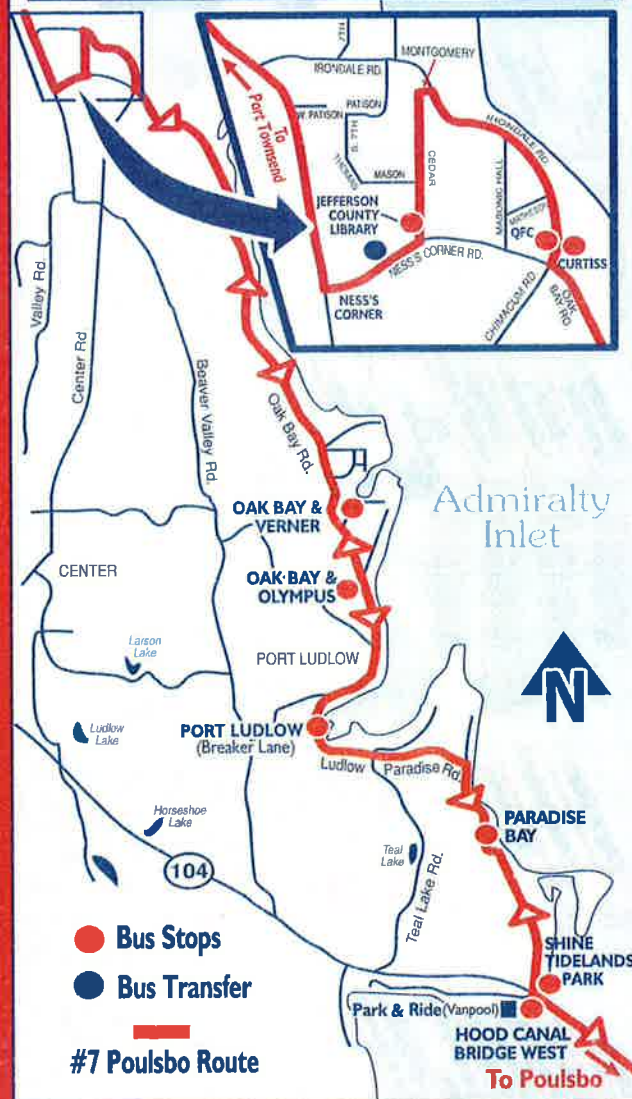 MONTGOMERY
7TH
IRONDALE RD.
PATISON
W. PATISON
S. 7TH
THOMAS
MASON
CEDAR
IRONDALE RD.
MASONIC HALL
MATHESON
To
Port Townsend
JEFFERSON
COUNTY
LIBRARY
QFC
CURTISS
NESS'S CORNER RD.
NESS'S
CORNER
CHIMACUM RD.
OAK
BAY RD.
Valley Rd.
Center Rd
Beaver Valley Rd.
Oak Bay Rd.
Admiralty
Inlet
OAK BAY &
VERNER
CENTER
OAK BAY &
OLYMPUS
Larson
Lake
PORT LUDLOW
N
Ludlow
Lake
PORT LUDLOW
(Breaker Lane)
Ludlow Paradise Rd.
Horseshoe
Lake
PARADISE
BAY
Teal
Lake
Teal Lake Rd.
104
Bus Stops
SHINE
TIDELANDS
PARK
Bus Transfer
Park & Ride (Vanpool)
HOOD CANAL
BRIDGE WEST
#7 Poulsbo Route
To Poulsbo